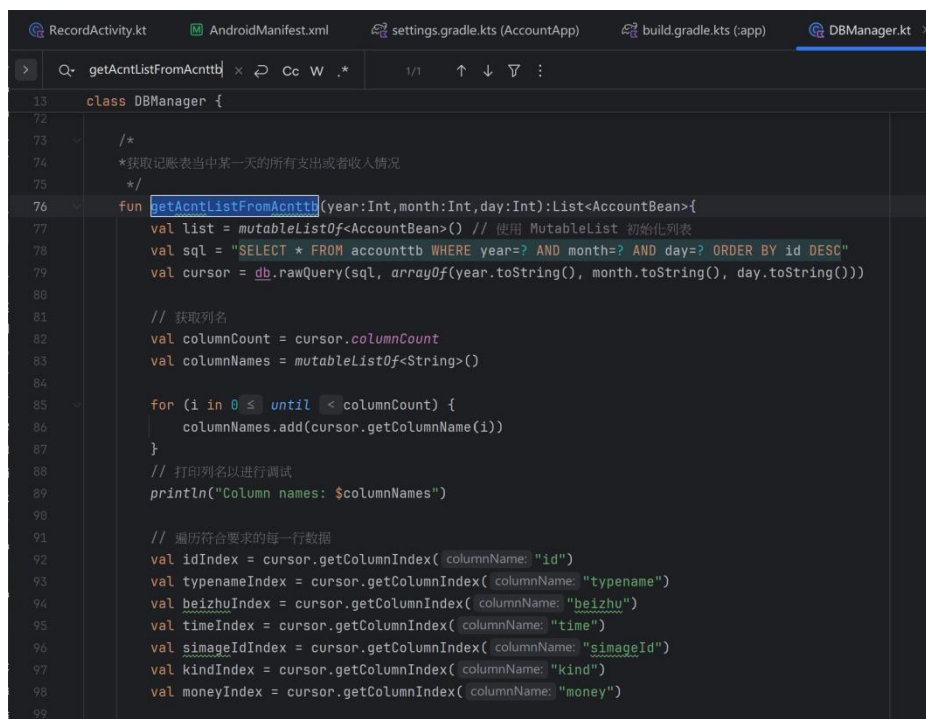 RecordActivity.kt AndroidManifest.xml settings.gradle.kts (AccountApp) build.gradle.kts (:app) DBManager.kt
getAcntListFromAcnttb Cc W .* 1/1
13 class DBManager {
72
73 /*
74 *获取记账表当中某一天的所有支出或者收入情况
75 */
76 fun getAcntListFromAcnttb(year:Int,month:Int,day:Int):List<AccountBean>{
77 val list = mutableListOf<AccountBean>() // 使用 MutableList 初始化列表
78 val sql = "SELECT * FROM accounttb WHERE year=? AND month=? AND day=? ORDER BY id DESC"
79 val cursor = db.rawQuery(sql, arrayOf(year.toString(), month.toString(), day.toString()))
80
81 // 获取列名
82 val columnCount = cursor.columnCount
83 val columnNames = mutableListOf<String>()
84
85 for (i in 0 ≤ until < columnCount) {
86 columnNames.add(cursor.getColumnName(i))
87 }
88 // 打印列名以进行调试
89 println("Column names: $columnNames")
90
91 // 遍历符合要求的每一行数据
92 val idIndex = cursor.getColumnIndex( columnName: "id")
93 val typenameIndex = cursor.getColumnIndex( columnName: "typename")
94 val beizhuIndex = cursor.getColumnIndex( columnName: "beizhu")
95 val timeIndex = cursor.getColumnIndex( columnName: "time")
96 val simageIdIndex = cursor.getColumnIndex( columnName: "simageId")
97 val kindIndex = cursor.getColumnIndex( columnName: "kind")
98 val moneyIndex = cursor.getColumnIndex( columnName: "money")
99